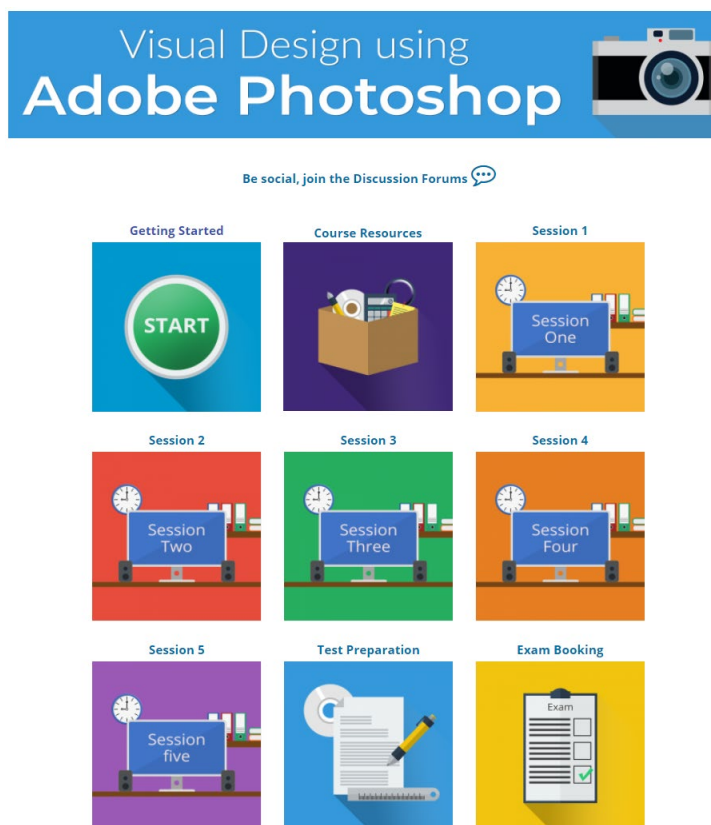 Visual Design using
Adobe Photoshop
Be social, join the Discussion Forums
Getting Started
Course Resources
Session 1
START
Session
One
Session 2
Session 3
Session 4
Session
Two
Session
Three
Session
Four
Session 5
Test Preparation
Exam Booking
Session
five
Exam